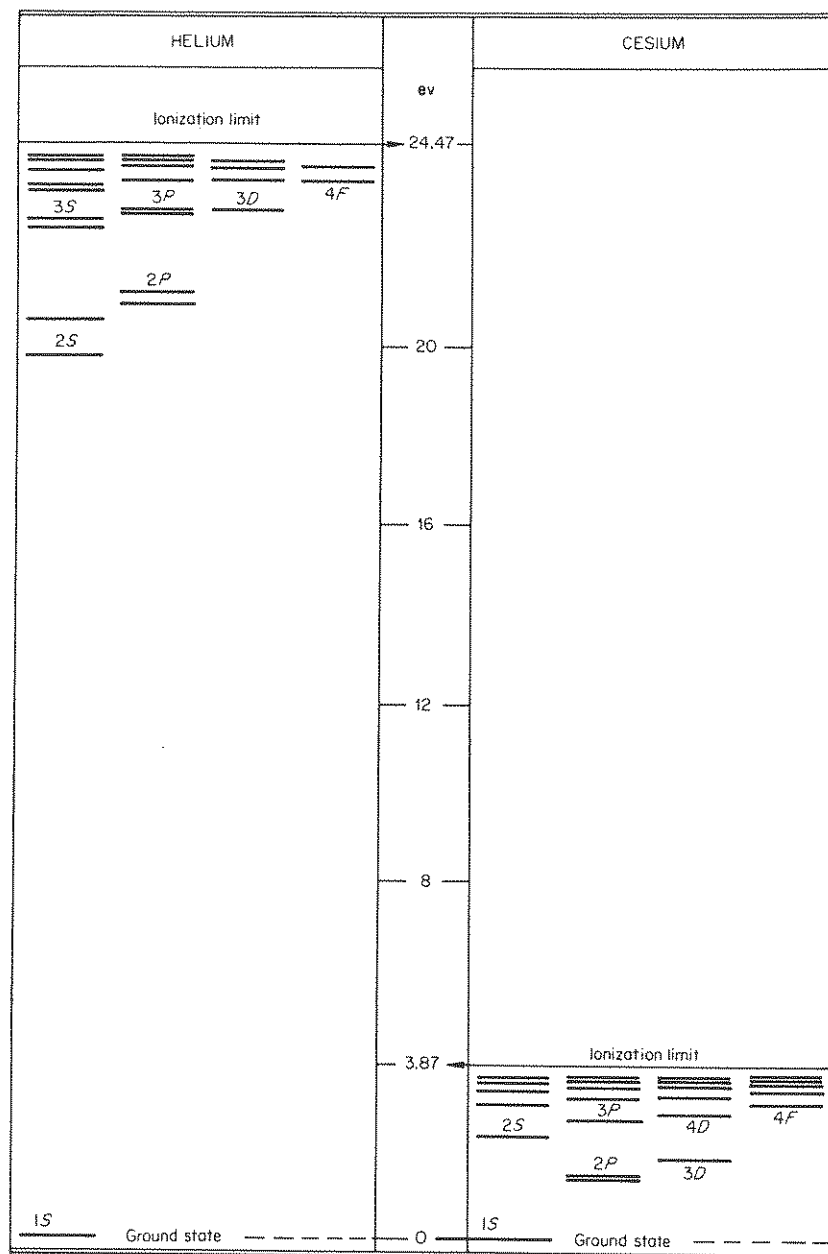 HELIUM
CESIUM
ev
Ionization limit
24.47
3S
3P
3D
4F
2P
2S
20
16
12
8
3.87
Ionization limit
2S
3P
4D
4F
2P
3D
1S
Ground state
0
1S
Ground state